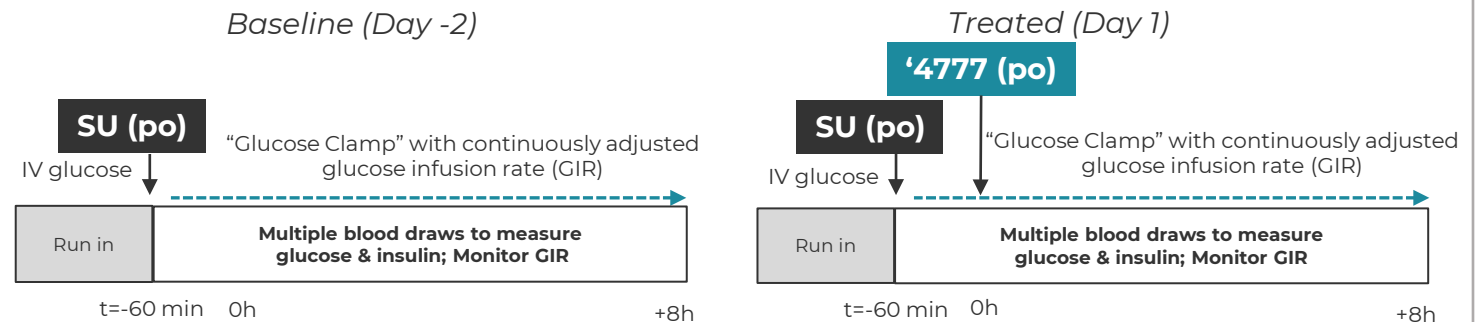 Baseline (Day -2)
SU (po)
IV glucose
“Glucose Clamp” with continuously adjusted
glucose infusion rate (GIR)
Run in
Multiple blood draws to measure
glucose & insulin; Monitor GIR
t=-60 min 0h +8h
Treated (Day 1)
‘4777 (po)
SU (po)
IV glucose
“Glucose Clamp” with continuously adjusted
glucose infusion rate (GIR)
Run in
Multiple blood draws to measure
glucose & insulin; Monitor GIR
t=-60 min 0h +8h